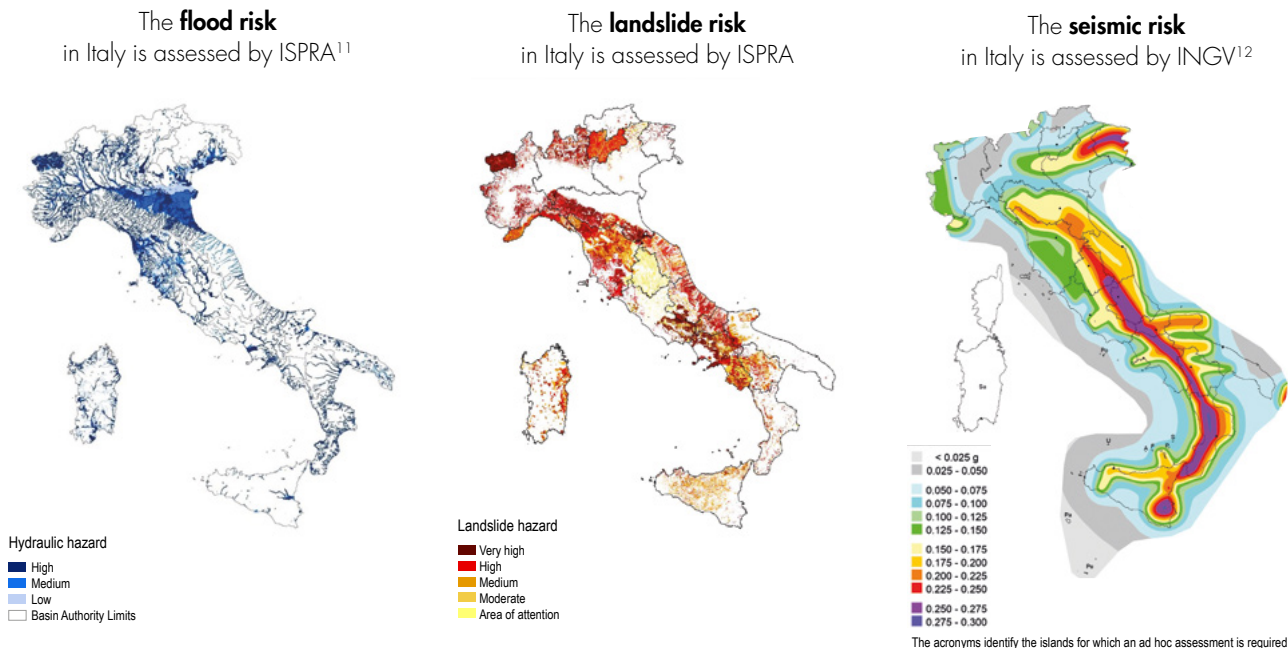 The flood risk
in Italy is assessed by ISPRA¹¹
The landslide risk
in Italy is assessed by ISPRA
The seismic risk
in Italy is assessed by INGV¹²
Hydraulic hazard
High
Medium
Low
Basin Authority Limits
Landslide hazard
Very high
High
Medium
Moderate
Area of attention
< 0.025 g
0.025 - 0.050
0.050 - 0.075
0.075 - 0.100
0.100 - 0.125
0.125 - 0.150
0.150 - 0.175
0.175 - 0.200
0.200 - 0.225
0.225 - 0.250
0.250 - 0.275
0.275 - 0.300
The acronyms identify the islands for which an ad hoc assessment is required